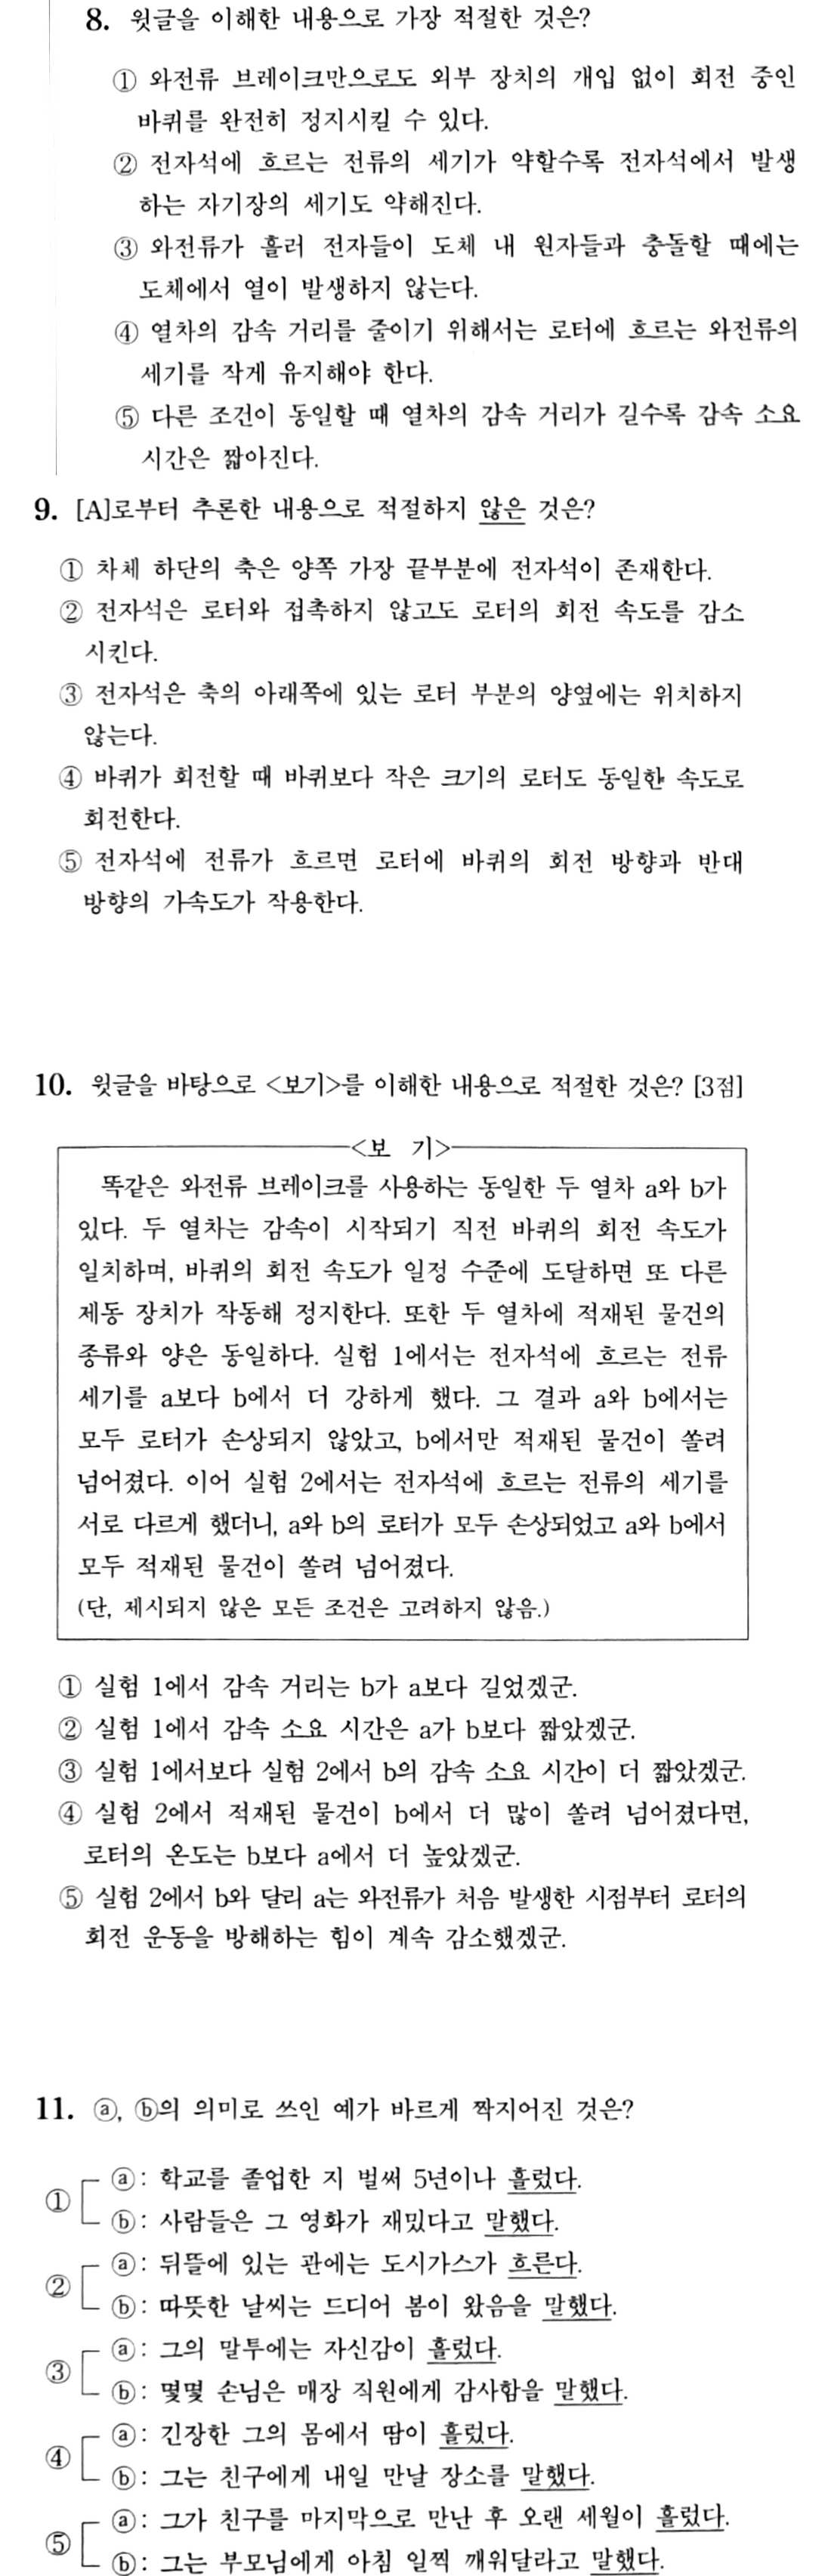 8. 윗글을 이해한 내용으로 가장 적절한 것은?
① 와전류 브레이크만으로도 외부 장치의 개입 없이 회전 중인
바퀴를 완전히 정지시킬 수 있다.
② 전자석에 흐르는 전류의 세기가 약할수록 전자석에서 발생
하는 자기장의 세기도 약해진다.
③ 와전류가 흘러 전자들이 도체 내 원자들과 충돌할 때에는
도체에서 열이 발생하지 않는다.
④ 열차의 감속 거리를 줄이기 위해서는 로터에 흐르는 와전류의
세기를 작게 유지해야 한다.
⑤ 다른 조건이 동일할 때 열차의 감속 거리가 길수록 감속 소요
시간은 짧아진다.
9. [A]로부터 추론한 내용으로 적절하지 않은 것은?
① 차체 하단의 축은 양쪽 가장 끝부분에 전자석이 존재한다.
② 전자석은 로터와 접촉하지 않고도 로터의 회전 속도를 감소
시킨다.
③ 전자석은 축의 아래쪽에 있는 로터 부분의 양옆에는 위치하지
않는다.
④ 바퀴가 회전할 때 바퀴보다 작은 크기의 로터도 동일한 속도로
회전한다.
⑤ 전자석에 전류가 흐르면 로터에 바퀴의 회전 방향과 반대
방향의 가속도가 작용한다.
10. 윗글을 바탕으로 <보기>를 이해한 내용으로 적절한 것은? [3점]
<보 기>
똑같은 와전류 브레이크를 사용하는 동일한 두 열차 a와 b가
있다. 두 열차는 감속이 시작되기 직전 바퀴의 회전 속도가
일치하며, 바퀴의 회전 속도가 일정 수준에 도달하면 또 다른
제동 장치가 작동해 정지한다. 또한 두 열차에 적재된 물건의
종류와 양은 동일하다. 실험 1에서는 전자석에 흐르는 전류
세기를 a보다 b에서 더 강하게 했다. 그 결과 a와 b에서는
모두 로터가 손상되지 않았고, b에서만 적재된 물건이 쏠려
넘어졌다. 이어 실험 2에서는 전자석에 흐르는 전류의 세기를
서로 다르게 했더니, a와 b의 로터가 모두 손상되었고 a와 b에서
모두 적재된 물건이 쏠려 넘어졌다.
(단, 제시되지 않은 모든 조건은 고려하지 않음.)
① 실험 1에서 감속 거리는 b가 a보다 길었겠군.
② 실험 1에서 감속 소요 시간은 a가 b보다 짧았겠군.
③ 실험 1에서보다 실험 2에서 b의 감속 소요 시간이 더 짧았겠군.
④ 실험 2에서 적재된 물건이 b에서 더 많이 쏠려 넘어졌다면,
로터의 온도는 b보다 a에서 더 높았겠군.
⑤ 실험 2에서 b와 달리 a는 와전류가 처음 발생한 시점부터 로터의
회전 운동을 방해하는 힘이 계속 감소했겠군.
11. ⓐ, ⓑ의 의미로 쓰인 예가 바르게 짝지어진 것은?
① ⓐ: 학교를 졸업한 지 벌써 5년이나 흘렀다.
ⓑ: 사람들은 그 영화가 재밌다고 말했다.
② ⓐ: 뒤뜰에 있는 관에는 도시가스가 흐른다.
ⓑ: 따뜻한 날씨는 드디어 봄이 왔음을 말했다.
③ ⓐ: 그의 말투에는 자신감이 흘렀다.
ⓑ: 몇몇 손님은 매장 직원에게 감사함을 말했다.
④ ⓐ: 긴장한 그의 몸에서 땀이 흘렀다.
ⓑ: 그는 친구에게 내일 만날 장소를 말했다.
⑤ ⓐ: 그가 친구를 마지막으로 만난 후 오랜 세월이 흘렀다.
ⓑ: 그는 부모님에게 아침 일찍 깨워달라고 말했다.